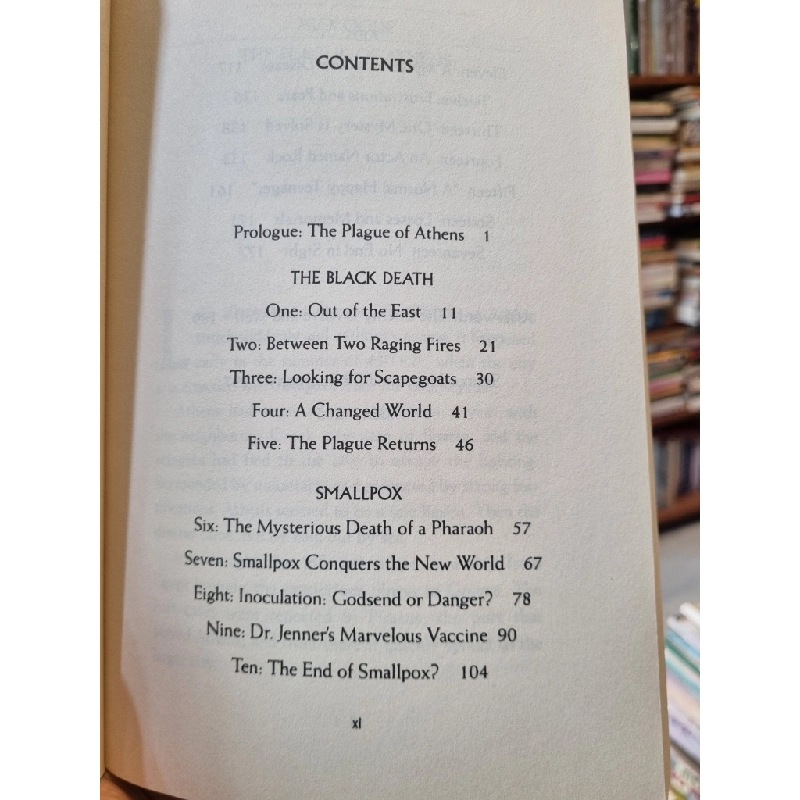 CONTENTS
Prologue: The Plague of Athens 1
THE BLACK DEATH
One: Out of the East 11
Two: Between Two Raging Fires 21
Three: Looking for Scapegoats 30
Four: A Changed World 41
Five: The Plague Returns 46
SMALLPOX
Six: The Mysterious Death of a Pharaoh 57
Seven: Smallpox Conquers the New World 67
Eight: Inoculation: Godsend or Danger? 78
Nine: Dr. Jenner's Marvelous Vaccine 90
Ten: The End of Smallpox? 104
xi